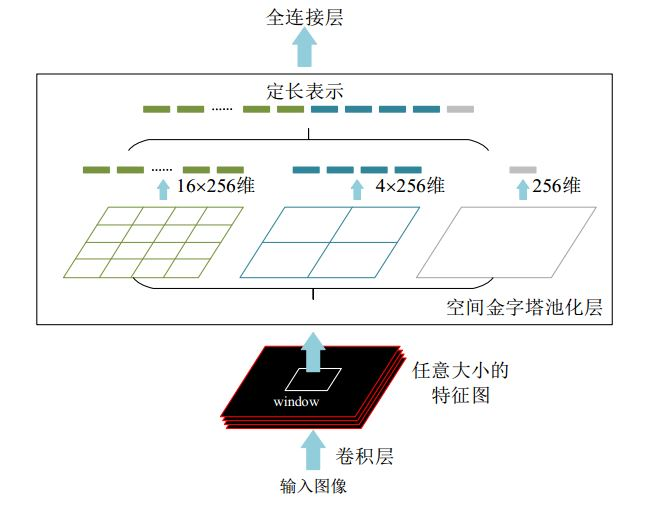 全连接层
定长表示
......
......
16×256维
4×256维
256维
空间金字塔池化层
window
任意大小的
特征图
卷积层
输入图像